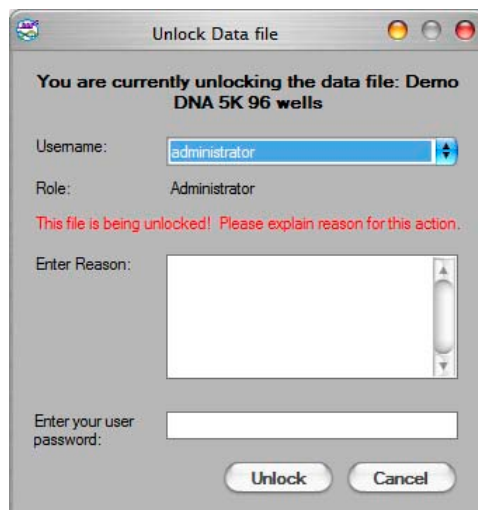 Unlock Data file
You are currently unlocking the data file: Demo
DNA 5K 96 wells
Username:
administrator
Role:
Administrator
This file is being unlocked! Please explain reason for this action.
Enter Reason:
Enter your user
password:
Unlock
Cancel